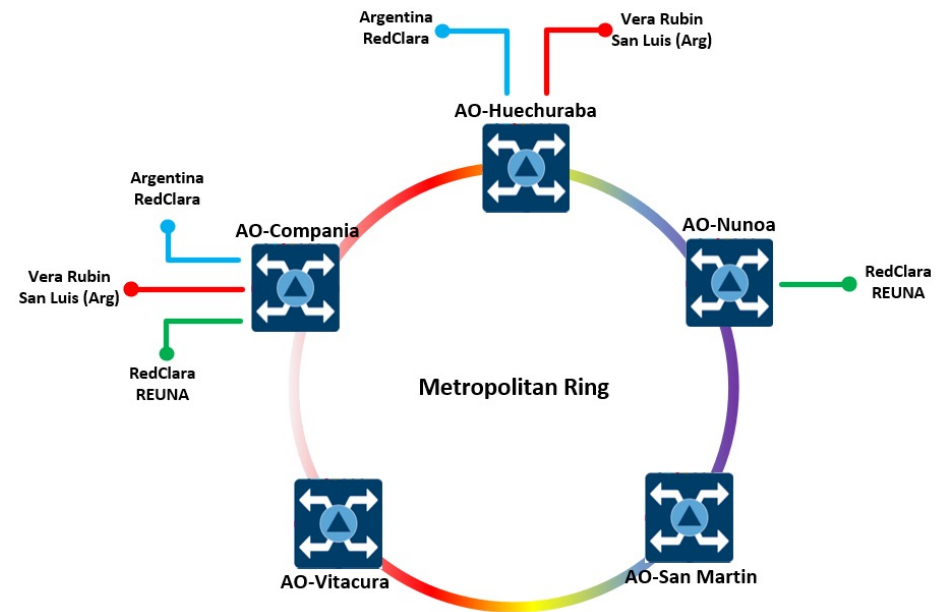 Argentina
RedClara
Vera Rubin
San Luis (Arg)
AO-Huechuraba
Argentina
RedClara
AO-Compania
AO-Nunoa
Vera Rubin
San Luis (Arg)
RedClara
REUNA
RedClara
REUNA
Metropolitan Ring
AO-Vitacura
AO-San Martin